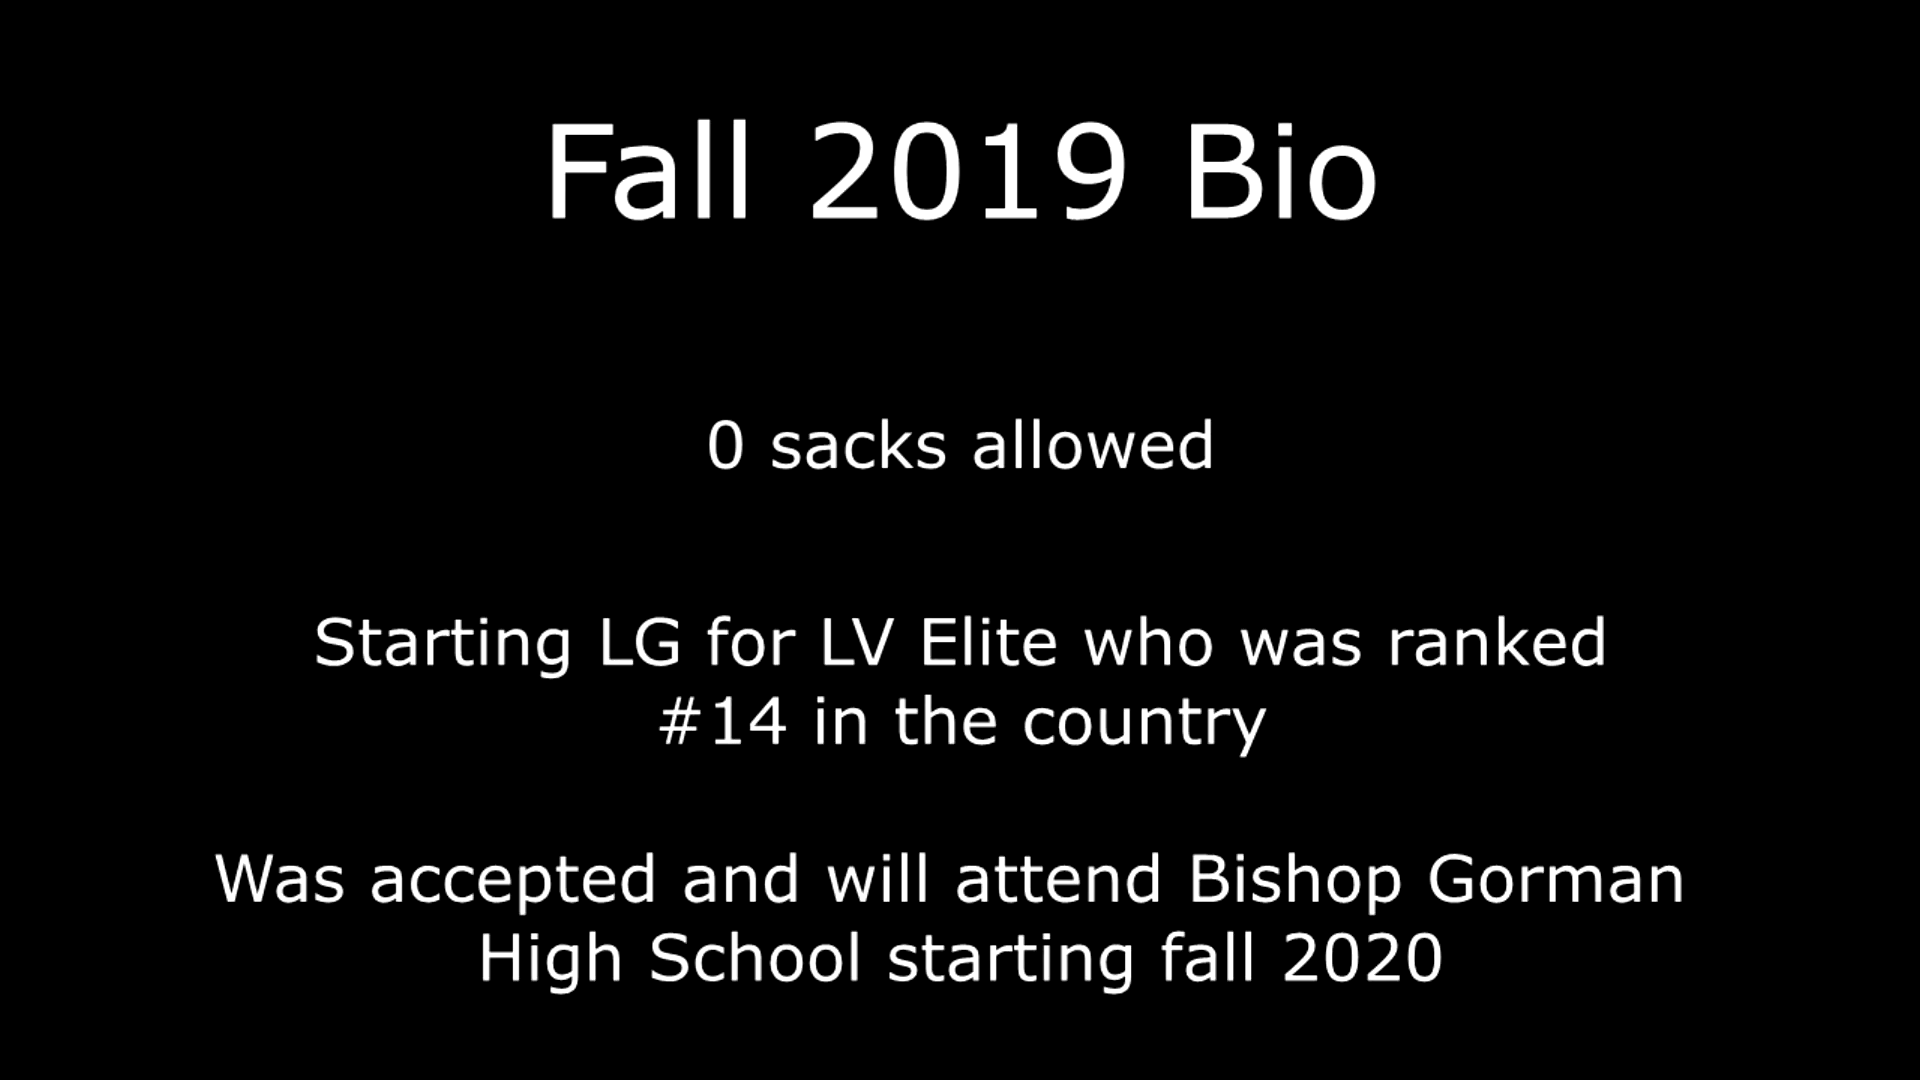 Fall 2019 Bio
0 sacks allowed
Starting LG for LV Elite who was ranked
#14 in the country
Was accepted and will attend Bishop Gorman
High School starting fall 2020